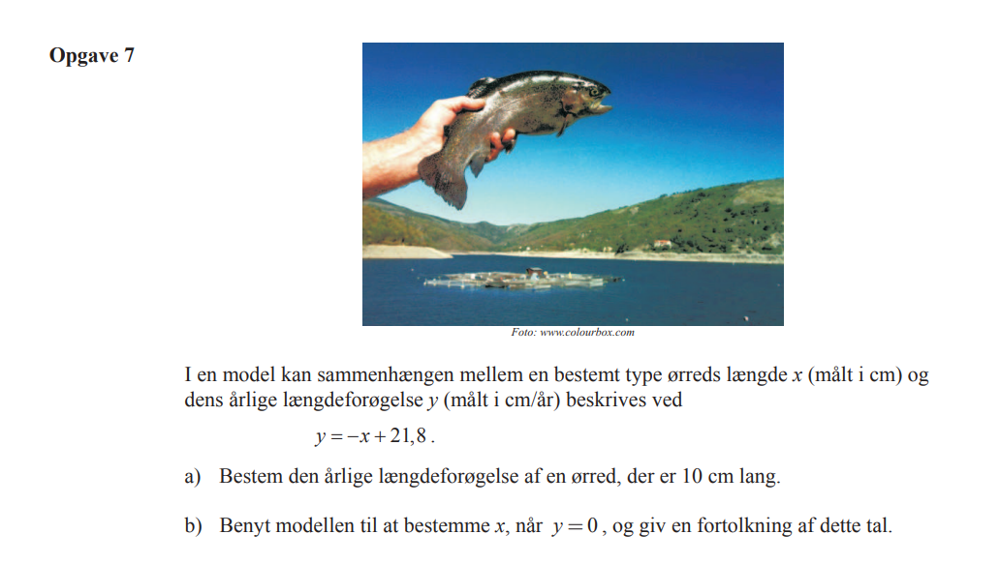 Opgave 7
Foto: www.colourbox.com
I en model kan sammenhængen mellem en bestemt type ørreds længde x (målt i cm) og
dens årlige længdeforøgelse y (målt i cm/år) beskrives ved
y = −x + 21,8 .
a) Bestem den årlige længdeforøgelse af en ørred, der er 10 cm lang.
b) Benyt modellen til at bestemme x, når y = 0 , og giv en fortolkning af dette tal.